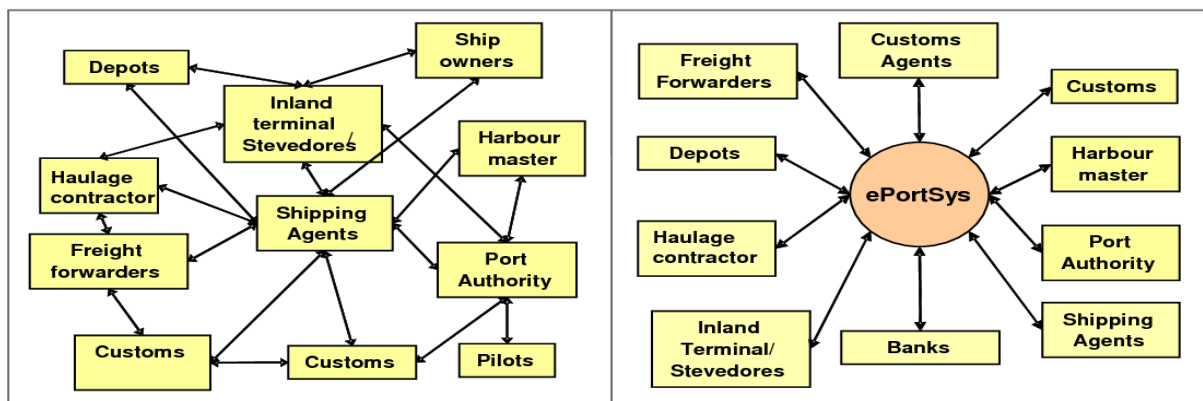 Depots
Ship
owners
Inland
terminal
Stevedores/
Harbour
master
Haulage
contractor
Shipping
Agents
Freight
forwarders
Port
Authority
Customs
Customs
Pilots
Freight
Forwarders
Customs
Agents
Customs
Depots
ePortSys
Harbour
master
Haulage
contractor
Port
Authority
Inland
Terminal/
Stevedores
Banks
Shipping
Agents